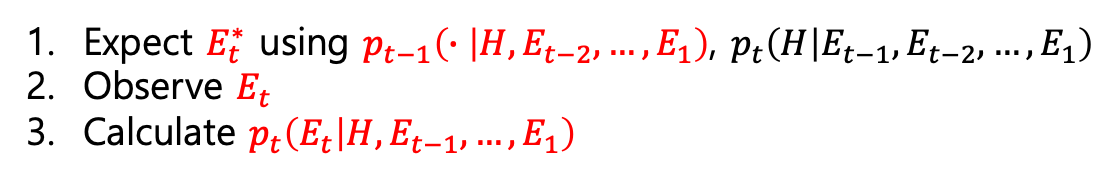 1. Expect E_t^* using p_{t−1}(· |H, E_{t−2}, …, E_1), p_t(H|E_{t−1}, E_{t−2}, …, E_1)
2. Observe E_t
3. Calculate p_t(E_t|H, E_{t−1}, …, E_1)